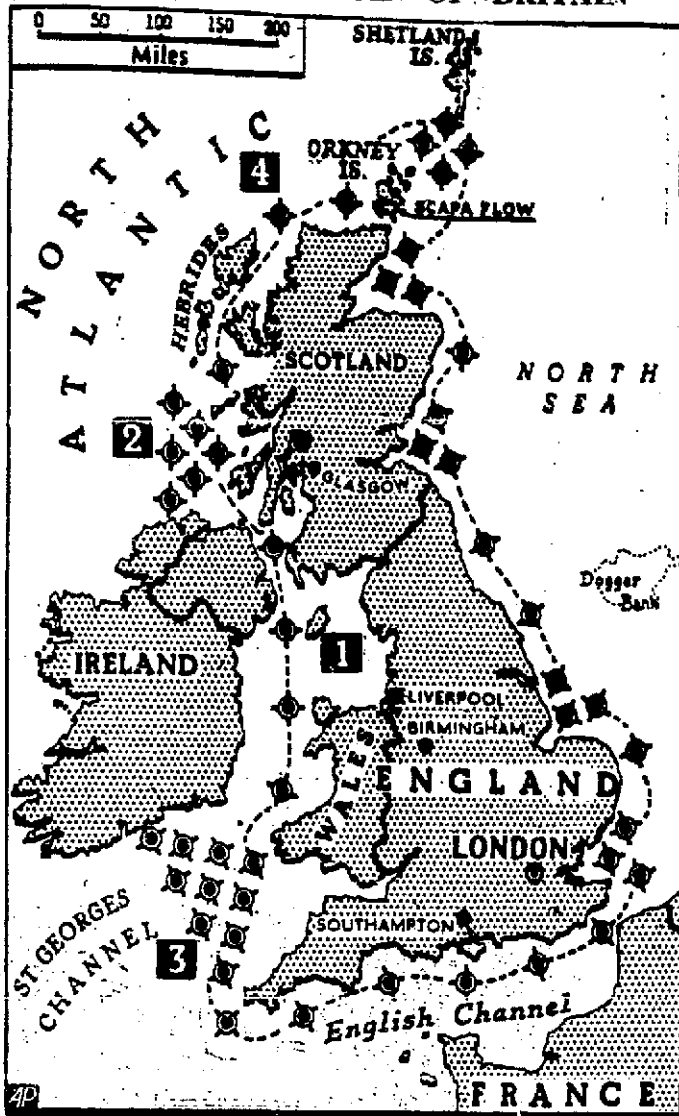 OF BRITAIN
0 50 100 150 200
Miles
SHETLAND
IS.
NORTH
ATLANTIC
4
ORKNEY
IS.
SCAPA FLOW
HEBRIDES
SCOTLAND
NORTH
SEA
2
GLASGOW
Dogger
Bank
IRELAND
1
LIVERPOOL
BIRMINGHAM
WALES
ENGLAND
LONDON
ST GEORGES
CHANNEL
SOUTHAMPTON
3
English Channel
AP
FRANCE